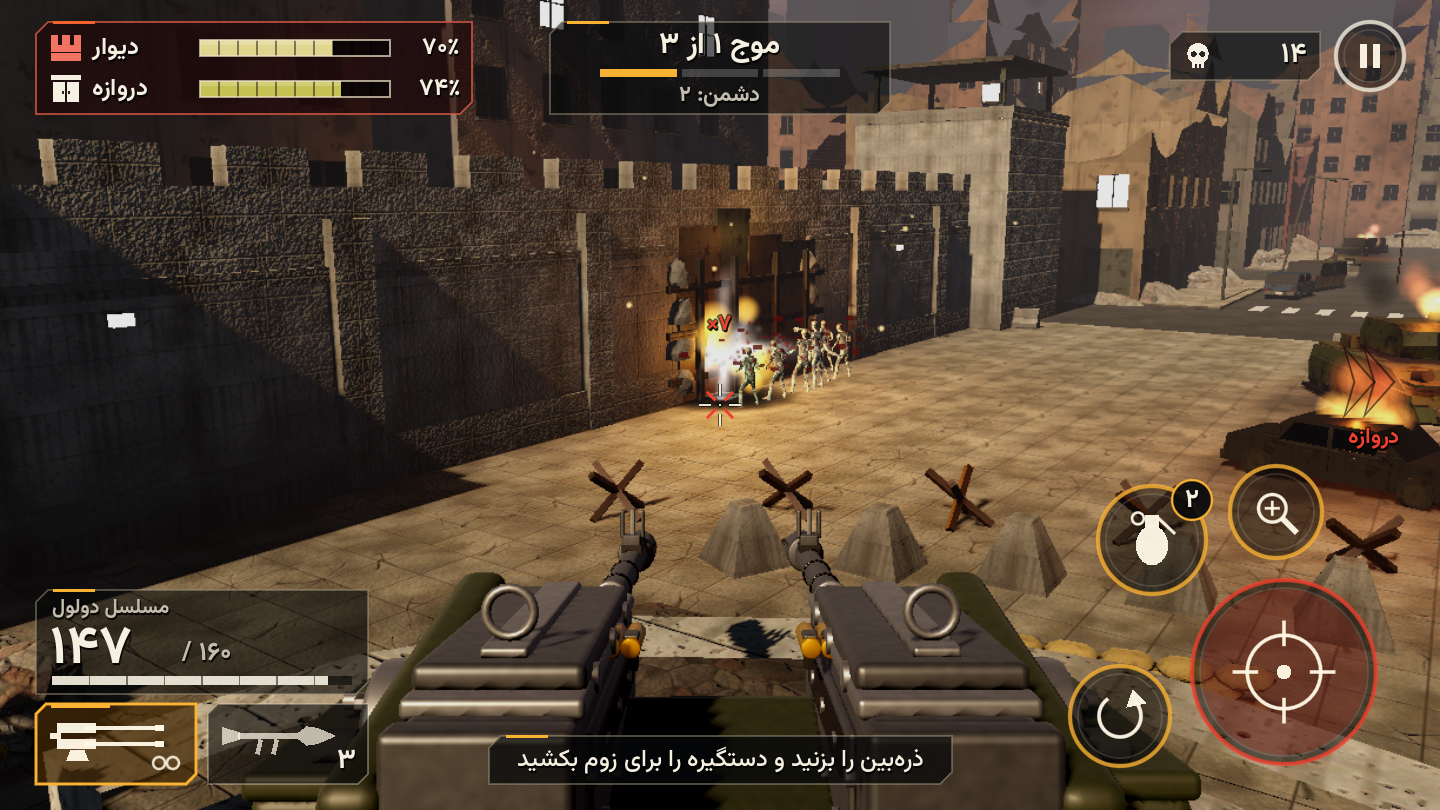 دیوار ۷۰٪
دروازه ۷۴٪
موج ۱ از ۳
دشمن: ۲
۱۴
×۷
دروازه
۲
مسلسل دولول
۱۴۷ / ۱۶۰
∞
۳
ذره‌بین را بزنید و دستگیره را برای زوم بکشید